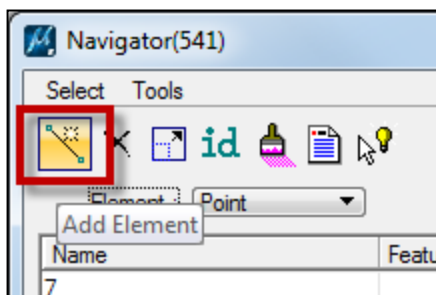 Navigator(541)
Select Tools
id
Element: Point
Add Element
Name Featu
7